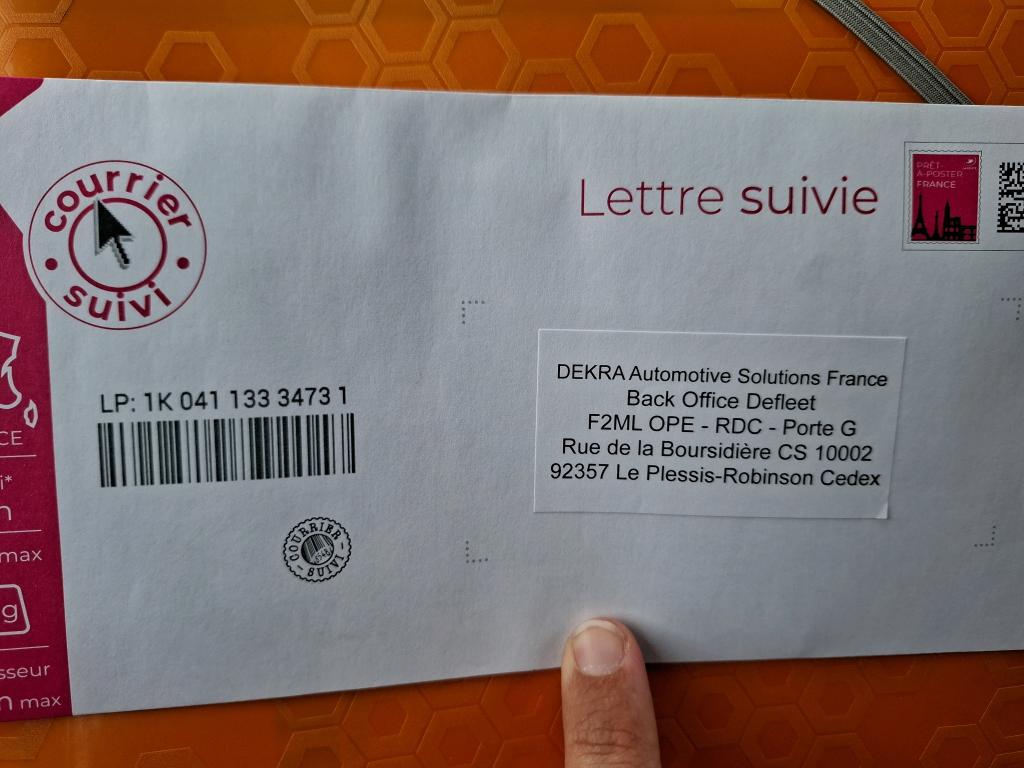 courrier
suivi
Lettre suivie
PRÊT-
À-POSTER
FRANCE
LP: 1K 041 133 3473 1
DEKRA Automotive Solutions France
Back Office Defleet
F2ML OPE - RDC - Porte G
Rue de la Boursidière CS 10002
92357 Le Plessis-Robinson Cedex
COURRIER
SUIVI
CE
i*
n
max
g
sseur
m max